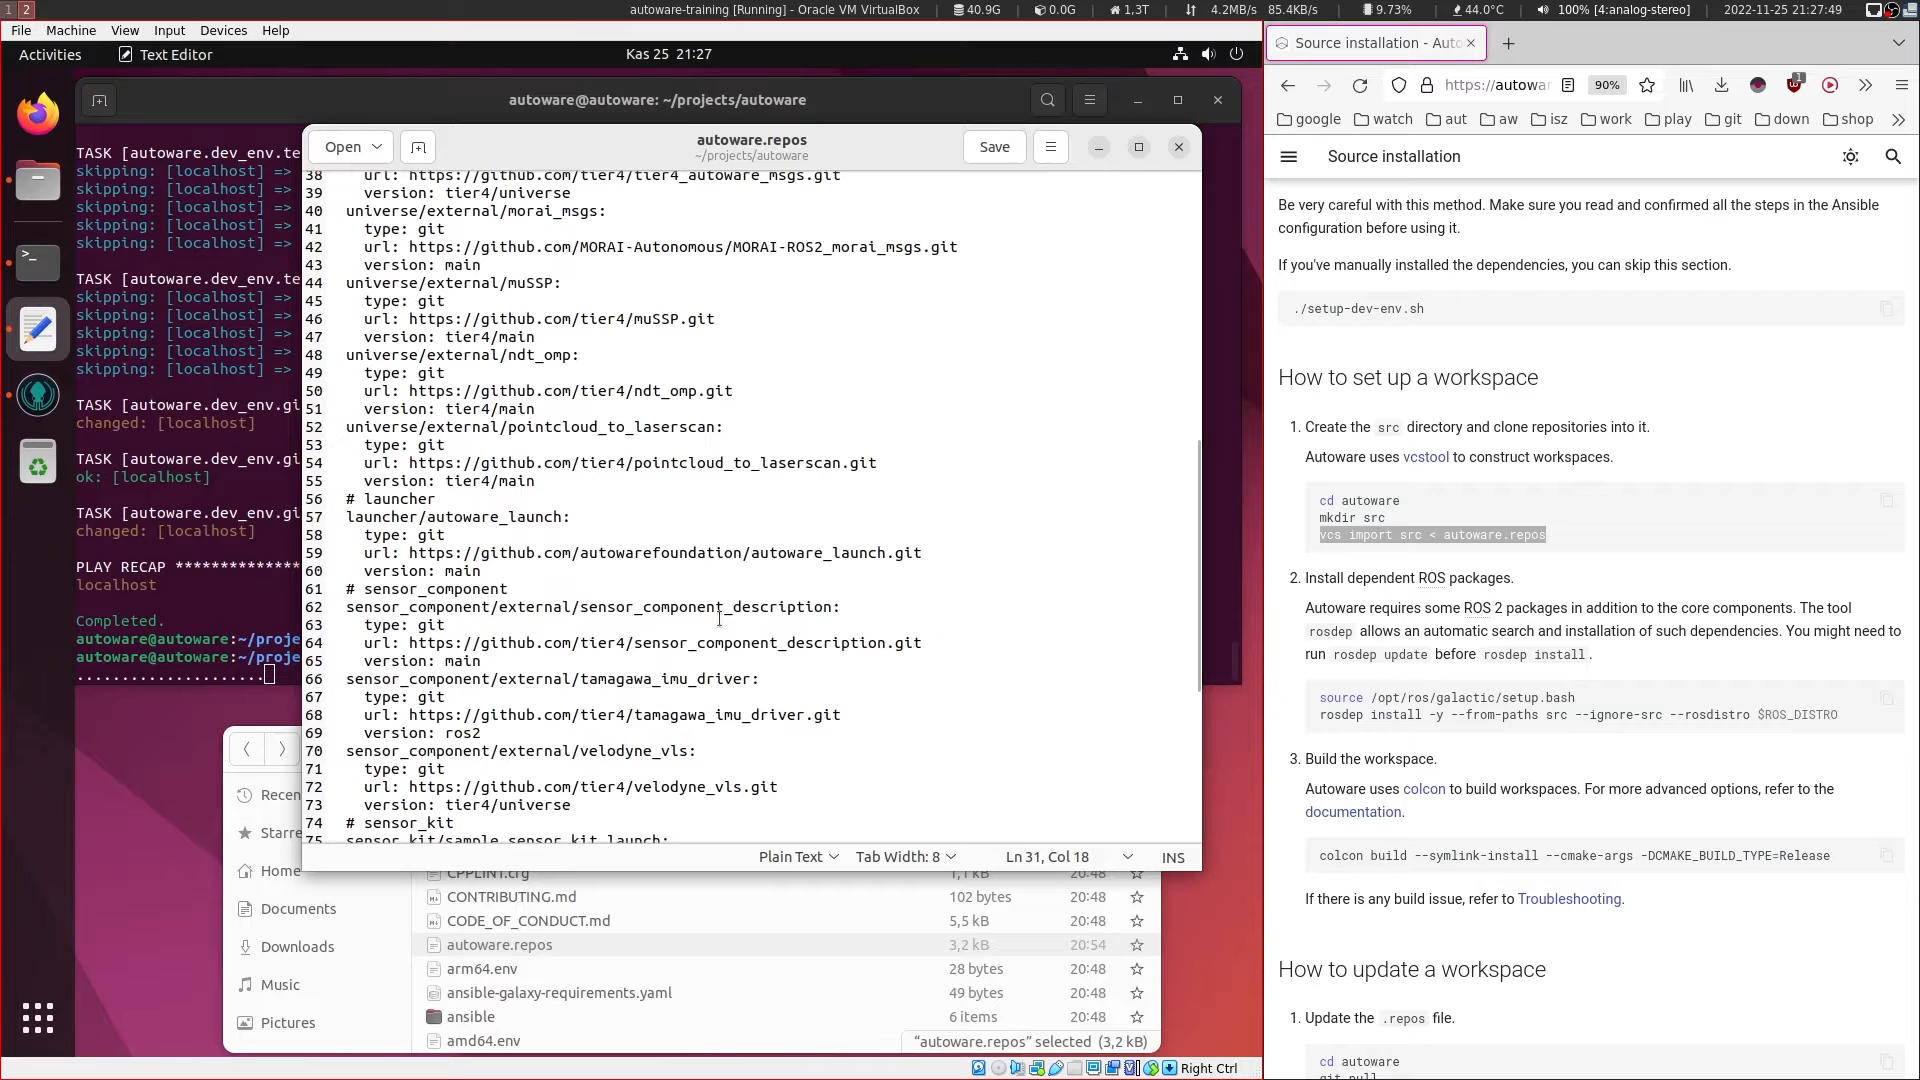 1 2
autoware-training [Running] - Oracle VM VirtualBox
40.9G
0.0G
1,3T
4.2MB/s 85.4KB/s
9.73%
44.0°C
100% [4:analog-stereo]
2022-11-25 21:27:49
File Machine View Input Devices Help
Activities
Text Editor
Kas 25 21:27
autoware@autoware: ~/projects/autoware
TASK [autoware.dev_env.te
skipping: [localhost] =>
skipping: [localhost] =>
skipping: [localhost] =>
skipping: [localhost] =>
skipping: [localhost] =>
TASK [autoware.dev_env.te
skipping: [localhost] =>
skipping: [localhost] =>
skipping: [localhost] =>
skipping: [localhost] =>
skipping: [localhost] =>
TASK [autoware.dev_env.gi
changed: [localhost]
TASK [autoware.dev_env.gi
ok: [localhost]
TASK [autoware.dev_env.gi
changed: [localhost]
PLAY RECAP **************
localhost
Completed.
autoware@autoware:~/proje
autoware@autoware:~/proje
.....................
Open
autoware.repos
~/projects/autoware
Save
38 url: https://github.com/tier4/tier4_autoware_msgs.git
39 version: tier4/universe
40 universe/external/morai_msgs:
41 type: git
42 url: https://github.com/MORAI-Autonomous/MORAI-ROS2_morai_msgs.git
43 version: main
44 universe/external/muSSP:
45 type: git
46 url: https://github.com/tier4/muSSP.git
47 version: tier4/main
48 universe/external/ndt_omp:
49 type: git
50 url: https://github.com/tier4/ndt_omp.git
51 version: tier4/main
52 universe/external/pointcloud_to_laserscan:
53 type: git
54 url: https://github.com/tier4/pointcloud_to_laserscan.git
55 version: tier4/main
56 # launcher
57 launcher/autoware_launch:
58 type: git
59 url: https://github.com/autowarefoundation/autoware_launch.git
60 version: main
61 # sensor_component
62 sensor_component/external/sensor_component_description:
63 type: git
64 url: https://github.com/tier4/sensor_component_description.git
65 version: main
66 sensor_component/external/tamagawa_imu_driver:
67 type: git
68 url: https://github.com/tier4/tamagawa_imu_driver.git
69 version: ros2
70 sensor_component/external/velodyne_vls:
71 type: git
72 url: https://github.com/tier4/velodyne_vls.git
73 version: tier4/universe
74 # sensor_kit
75 sensor_kit/sample_sensor_kit_launch:
Plain Text Tab Width: 8 Ln 31, Col 18 INS
Recen
Starre
Home
Documents
Downloads
Music
Pictures
CPPLINT.cfg 1,1 kB 20:48
CONTRIBUTING.md 102 bytes 20:48
CODE_OF_CONDUCT.md 5,5 kB 20:48
autoware.repos 3,2 kB 20:54
arm64.env 28 bytes 20:48
ansible-galaxy-requirements.yaml 49 bytes 20:48
ansible 6 items 20:48
amd64.env
“autoware.repos” selected (3,2 kB)
Right Ctrl
Source installation - Auto
https://autowar
90%
1
google watch aut aw isz work play git down shop
Source installation
Be very careful with this method. Make sure you read and confirmed all the steps in the Ansible
configuration before using it.
If you've manually installed the dependencies, you can skip this section.
./setup-dev-env.sh
How to set up a workspace
1. Create the src directory and clone repositories into it.
Autoware uses vcstool to construct workspaces.
cd autoware
mkdir src
vcs import src < autoware.repos
2. Install dependent ROS packages.
Autoware requires some ROS 2 packages in addition to the core components. The tool
rosdep allows an automatic search and installation of such dependencies. You might need to
run rosdep update before rosdep install.
source /opt/ros/galactic/setup.bash
rosdep install -y --from-paths src --ignore-src --rosdistro $ROS_DISTRO
3. Build the workspace.
Autoware uses colcon to build workspaces. For more advanced options, refer to the
documentation.
colcon build --symlink-install --cmake-args -DCMAKE_BUILD_TYPE=Release
If there is any build issue, refer to Troubleshooting.
How to update a workspace
1. Update the .repos file.
cd autoware
git pull